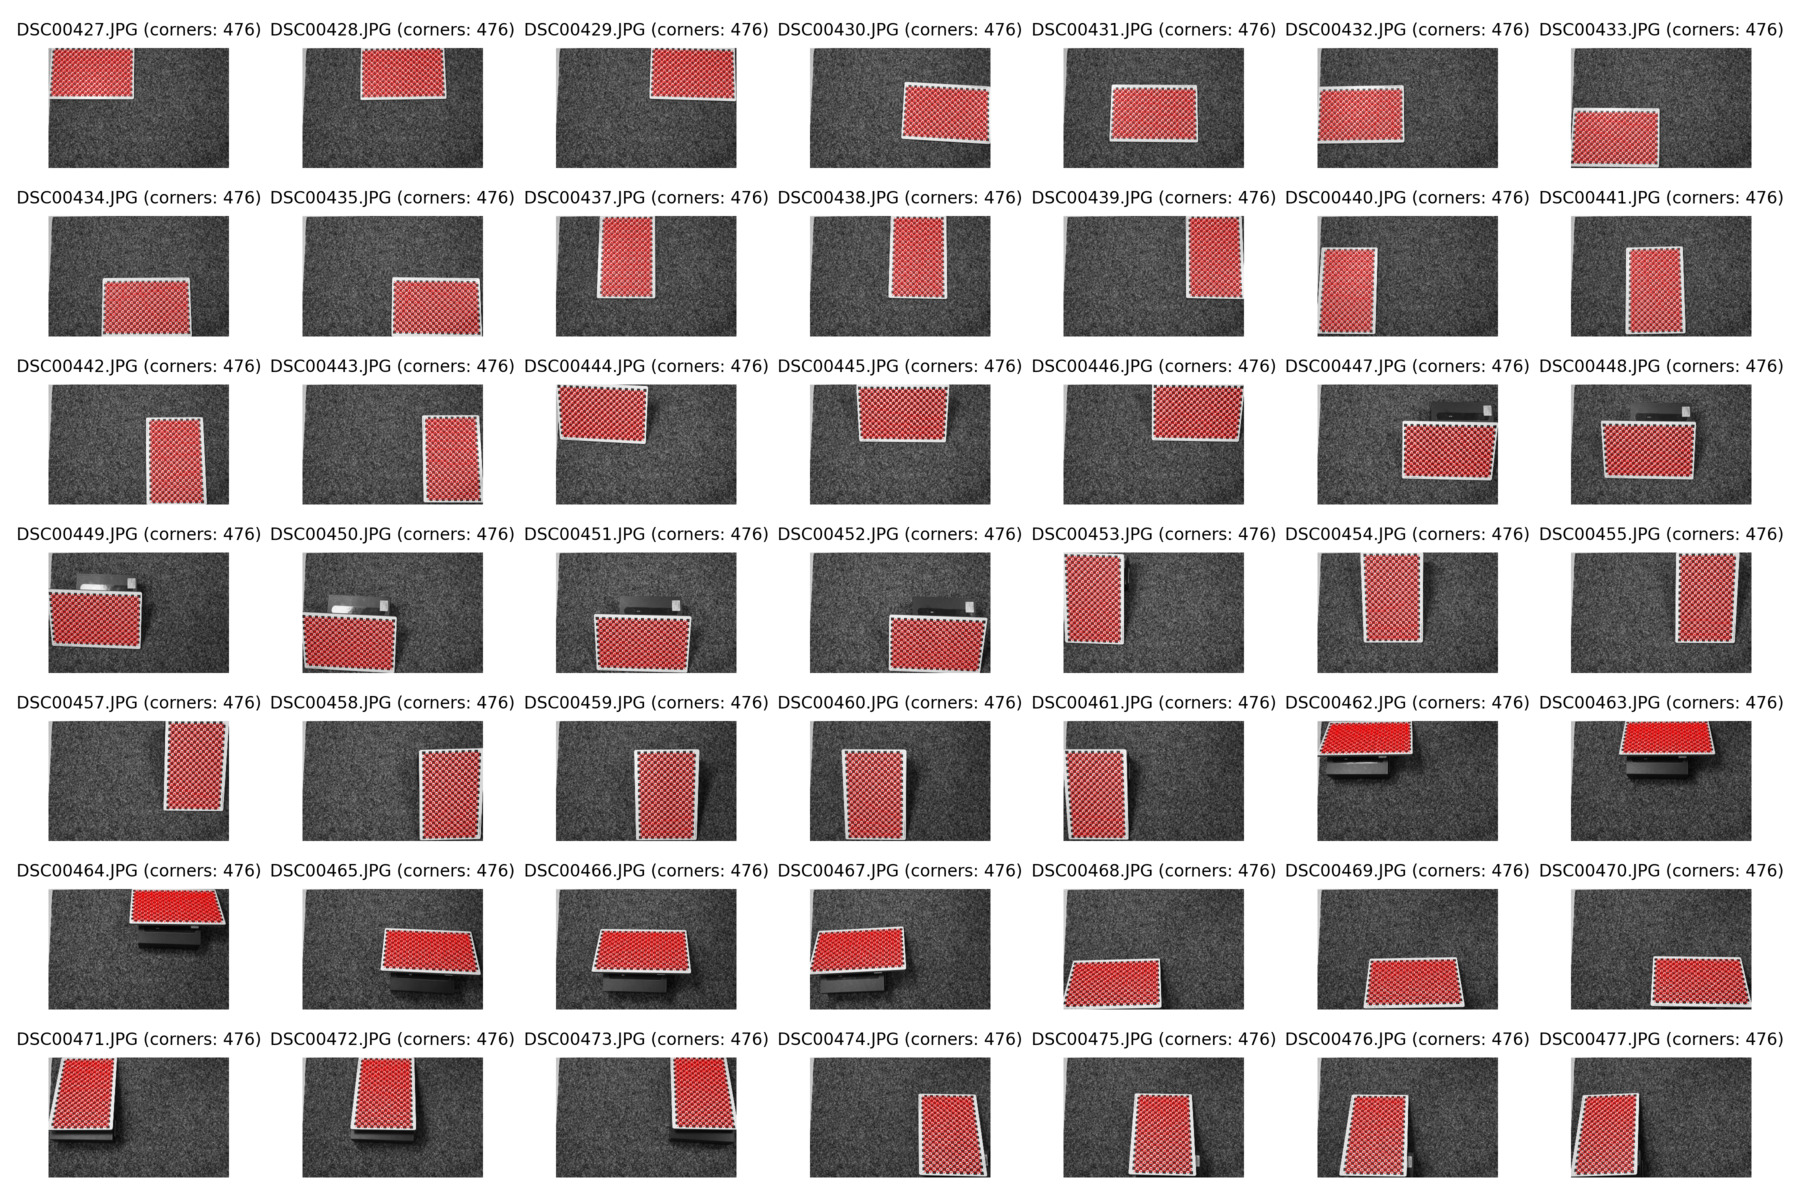 DSC00427.JPG (corners: 476) DSC00428.JPG (corners: 476) DSC00429.JPG (corners: 476) DSC00430.JPG (corners: 476) DSC00431.JPG (corners: 476) DSC00432.JPG (corners: 476) DSC00433.JPG (corners: 476)
DSC00434.JPG (corners: 476) DSC00435.JPG (corners: 476) DSC00437.JPG (corners: 476) DSC00438.JPG (corners: 476) DSC00439.JPG (corners: 476) DSC00440.JPG (corners: 476) DSC00441.JPG (corners: 476)
DSC00442.JPG (corners: 476) DSC00443.JPG (corners: 476) DSC00444.JPG (corners: 476) DSC00445.JPG (corners: 476) DSC00446.JPG (corners: 476) DSC00447.JPG (corners: 476) DSC00448.JPG (corners: 476)
DSC00449.JPG (corners: 476) DSC00450.JPG (corners: 476) DSC00451.JPG (corners: 476) DSC00452.JPG (corners: 476) DSC00453.JPG (corners: 476) DSC00454.JPG (corners: 476) DSC00455.JPG (corners: 476)
DSC00457.JPG (corners: 476) DSC00458.JPG (corners: 476) DSC00459.JPG (corners: 476) DSC00460.JPG (corners: 476) DSC00461.JPG (corners: 476) DSC00462.JPG (corners: 476) DSC00463.JPG (corners: 476)
DSC00464.JPG (corners: 476) DSC00465.JPG (corners: 476) DSC00466.JPG (corners: 476) DSC00467.JPG (corners: 476) DSC00468.JPG (corners: 476) DSC00469.JPG (corners: 476) DSC00470.JPG (corners: 476)
DSC00471.JPG (corners: 476) DSC00472.JPG (corners: 476) DSC00473.JPG (corners: 476) DSC00474.JPG (corners: 476) DSC00475.JPG (corners: 476) DSC00476.JPG (corners: 476) DSC00477.JPG (corners: 476)